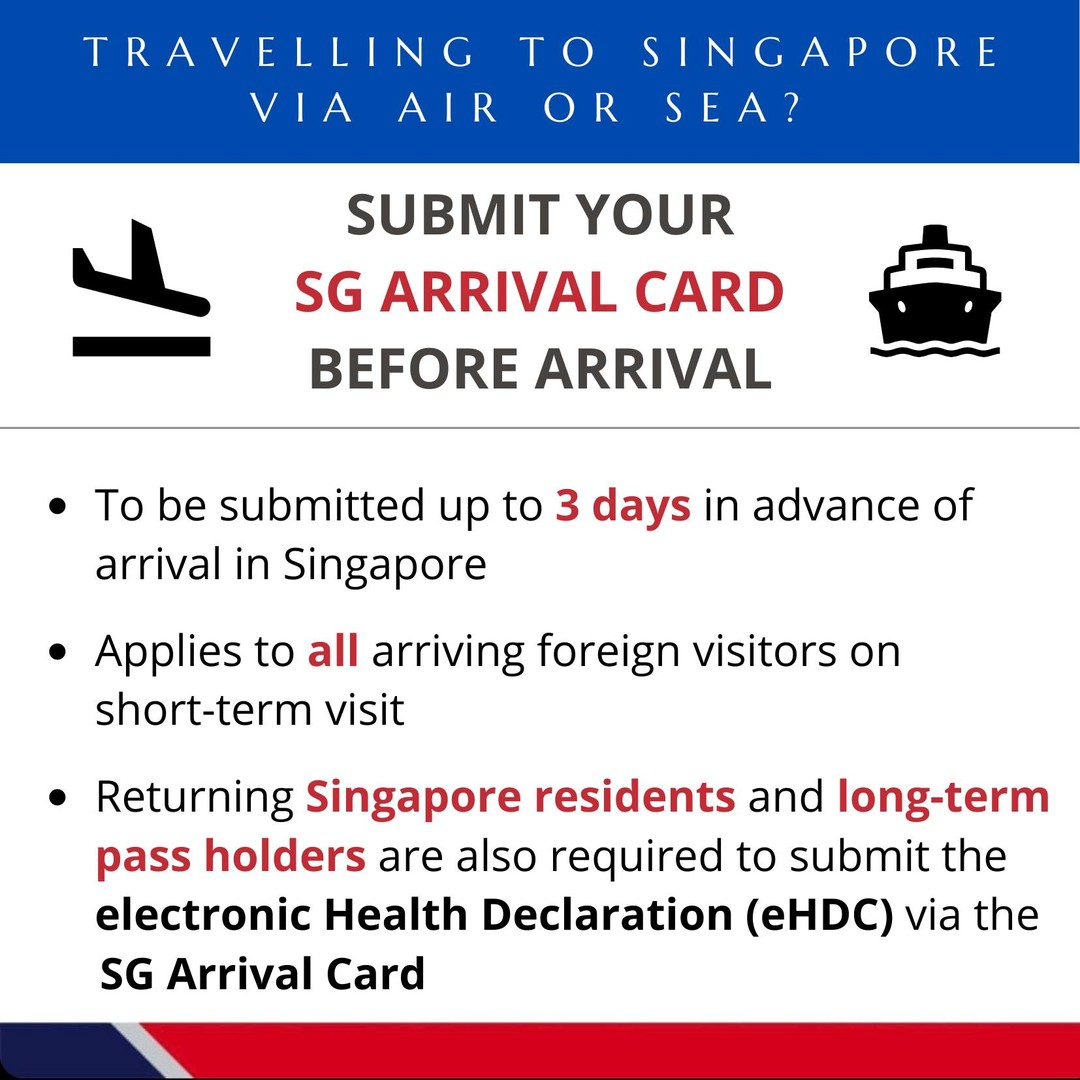 TRAVELLING TO SINGAPORE
VIA AIR OR SEA?
SUBMIT YOUR
SG ARRIVAL CARD
BEFORE ARRIVAL
• To be submitted up to 3 days in advance of
arrival in Singapore
• Applies to all arriving foreign visitors on
short-term visit
• Returning Singapore residents and long-term
pass holders are also required to submit the
electronic Health Declaration (eHDC) via the
SG Arrival Card